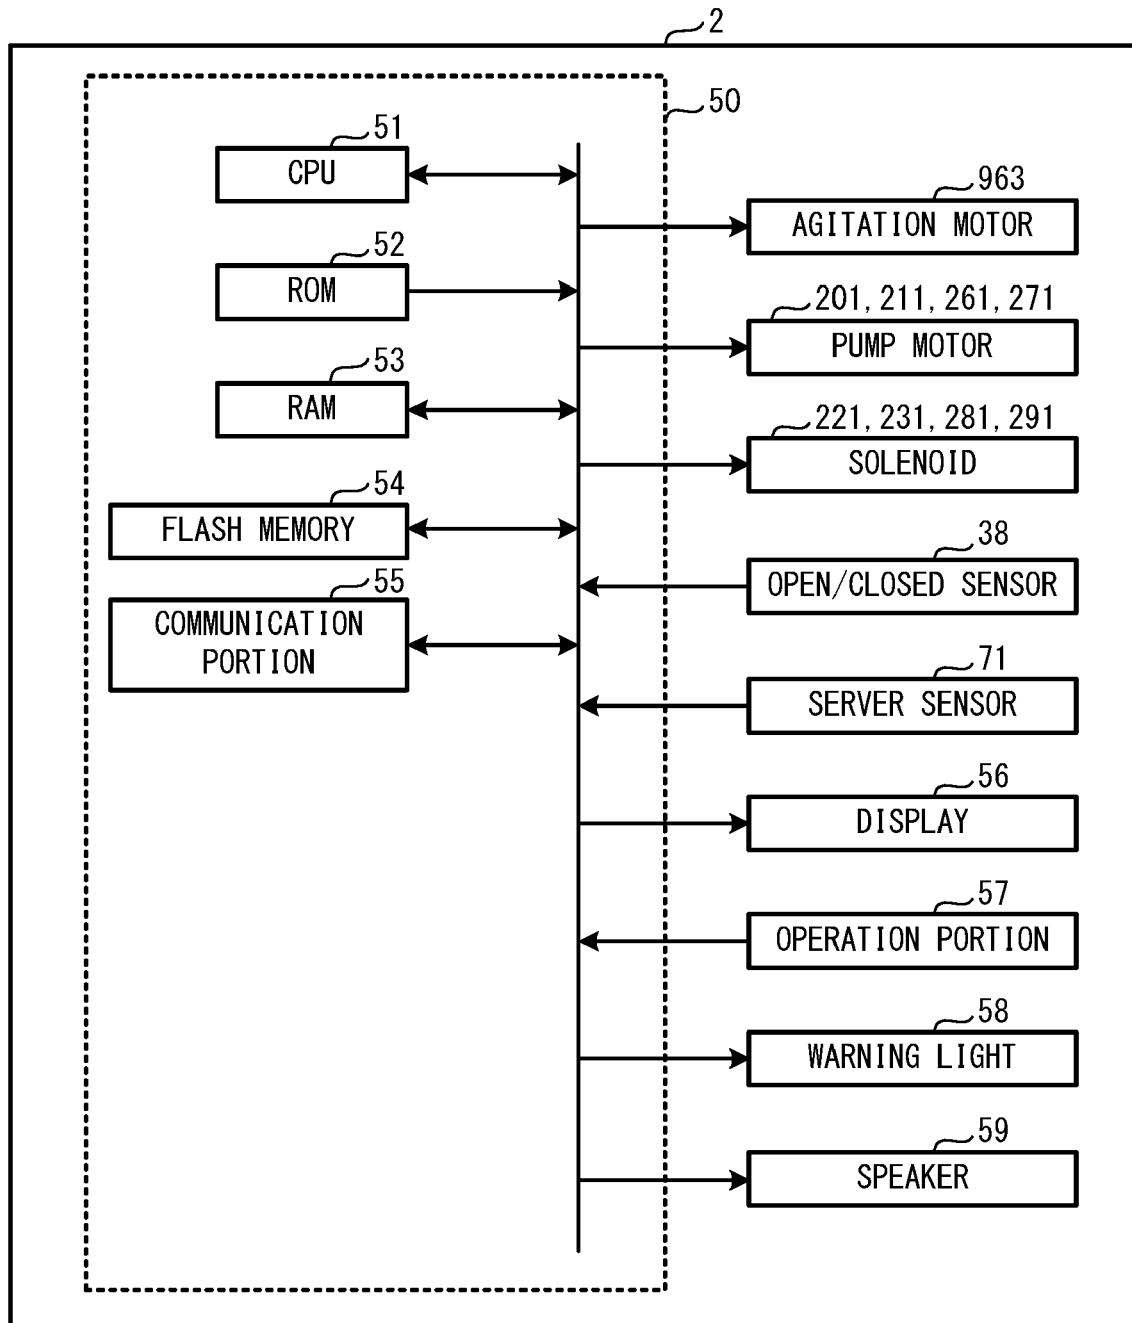 2
50
51
CPU
52
ROM
53
RAM
54
FLASH MEMORY
55
COMMUNICATION
PORTION
963
AGITATION MOTOR
201, 211, 261, 271
PUMP MOTOR
221, 231, 281, 291
SOLENOID
38
OPEN/CLOSED SENSOR
71
SERVER SENSOR
56
DISPLAY
57
OPERATION PORTION
58
WARNING LIGHT
59
SPEAKER